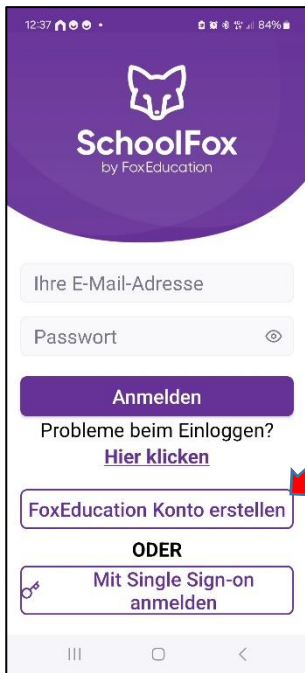 12:37
84%
SchoolFox
by FoxEducation
Ihre E-Mail-Adresse
Passwort
Anmelden
Probleme beim Einloggen?
Hier klicken
FoxEducation Konto erstellen
ODER
Mit Single Sign-on
anmelden